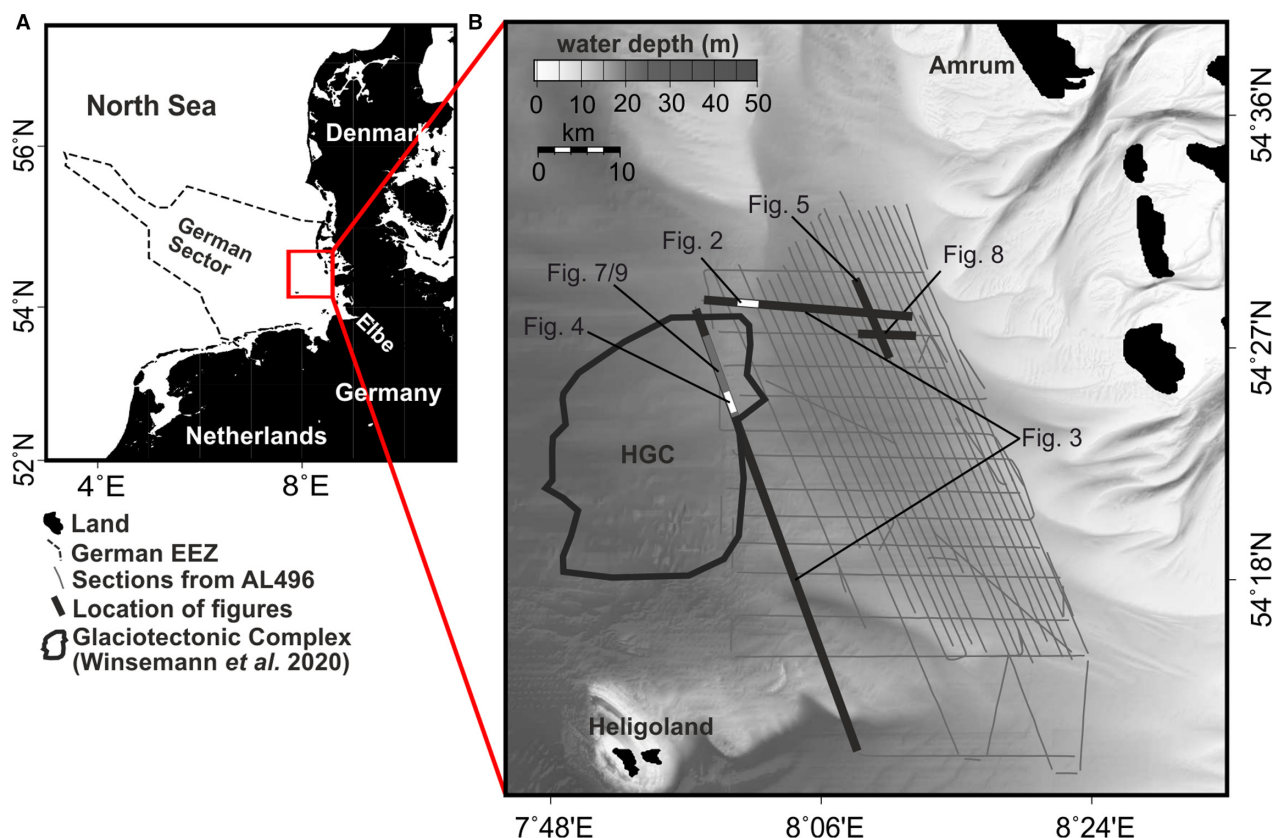 A
North Sea
Denmark
German
Sector
Elbe
Germany
Netherlands
56°N
54°N
52°N
4°E
8°E
Land
German EEZ
Sections from AL496
Location of figures
Glaciotectonic Complex
(Winsemann et al. 2020)
B
water depth (m)
0 10 20 30 40 50
km
0 10
Amrum
Fig. 5
Fig. 2
Fig. 8
Fig. 7/9
Fig. 4
Fig. 3
HGC
Heligoland
54°36'N
54°27'N
54°18'N
7°48'E
8°06'E
8°24'E